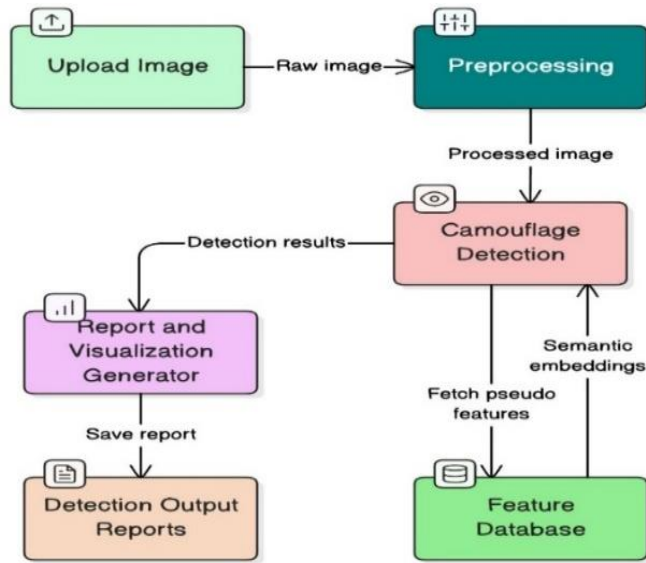 Upload Image
Raw image
Preprocessing
Processed image
Camouflage
Detection
Detection results
Report and
Visualization
Generator
Semantic
embeddings
Fetch pseudo
features
Save report
Detection Output
Reports
Feature
Database